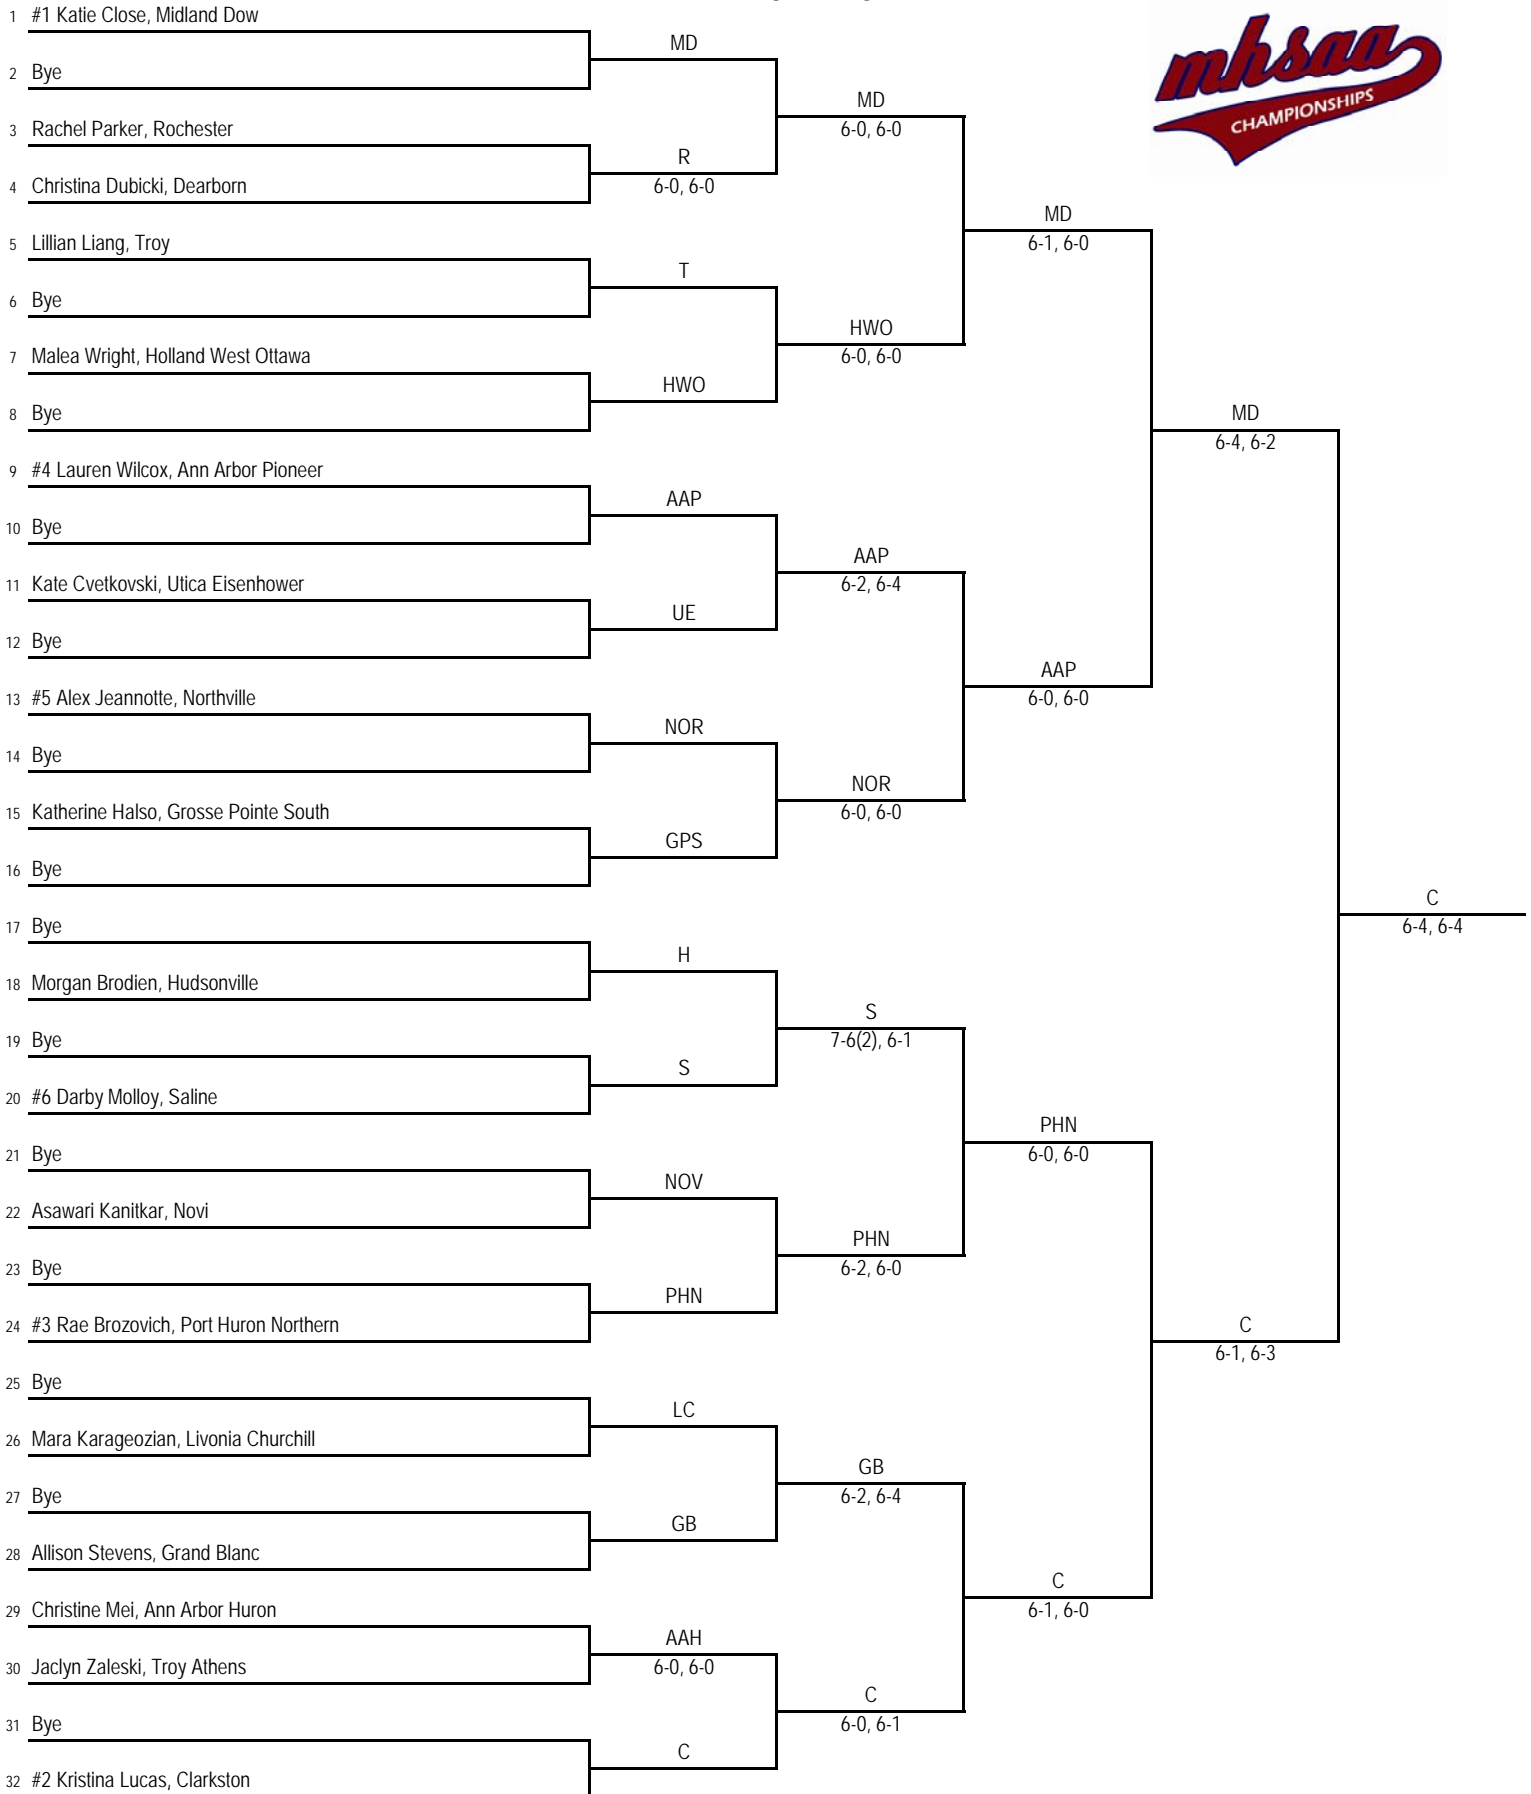 1 #1 Katie Close, Midland Dow
2 Bye
3 Rachel Parker, Rochester
4 Christina Dubicki, Dearborn
5 Lillian Liang, Troy
6 Bye
7 Malea Wright, Holland West Ottawa
8 Bye
9 #4 Lauren Wilcox, Ann Arbor Pioneer
10 Bye
11 Kate Cvetkovski, Utica Eisenhower
12 Bye
13 #5 Alex Jeannotte, Northville
14 Bye
15 Katherine Halso, Grosse Pointe South
16 Bye
17 Bye
18 Morgan Brodien, Hudsonville
19 Bye
20 #6 Darby Molloy, Saline
21 Bye
22 Asawari Kanitkar, Novi
23 Bye
24 #3 Rae Brozovich, Port Huron Northern
25 Bye
26 Mara Karageozian, Livonia Churchill
27 Bye
28 Allison Stevens, Grand Blanc
29 Christine Mei, Ann Arbor Huron
30 Jaclyn Zaleski, Troy Athens
31 Bye
32 #2 Kristina Lucas, Clarkston
MD
R
6-0, 6-0
T
HWO
AAP
UE
NOR
GPS
H
S
NOV
PHN
LC
GB
AAH
6-0, 6-0
C
MD
6-0, 6-0
HWO
6-0, 6-0
AAP
6-2, 6-4
NOR
6-0, 6-0
S
7-6(2), 6-1
PHN
6-2, 6-0
GB
6-2, 6-4
C
6-0, 6-1
MD
6-1, 6-0
AAP
6-0, 6-0
PHN
6-0, 6-0
C
6-1, 6-0
MD
6-4, 6-2
C
6-1, 6-3
C
6-4, 6-4
mhsaa
CHAMPIONSHIPS